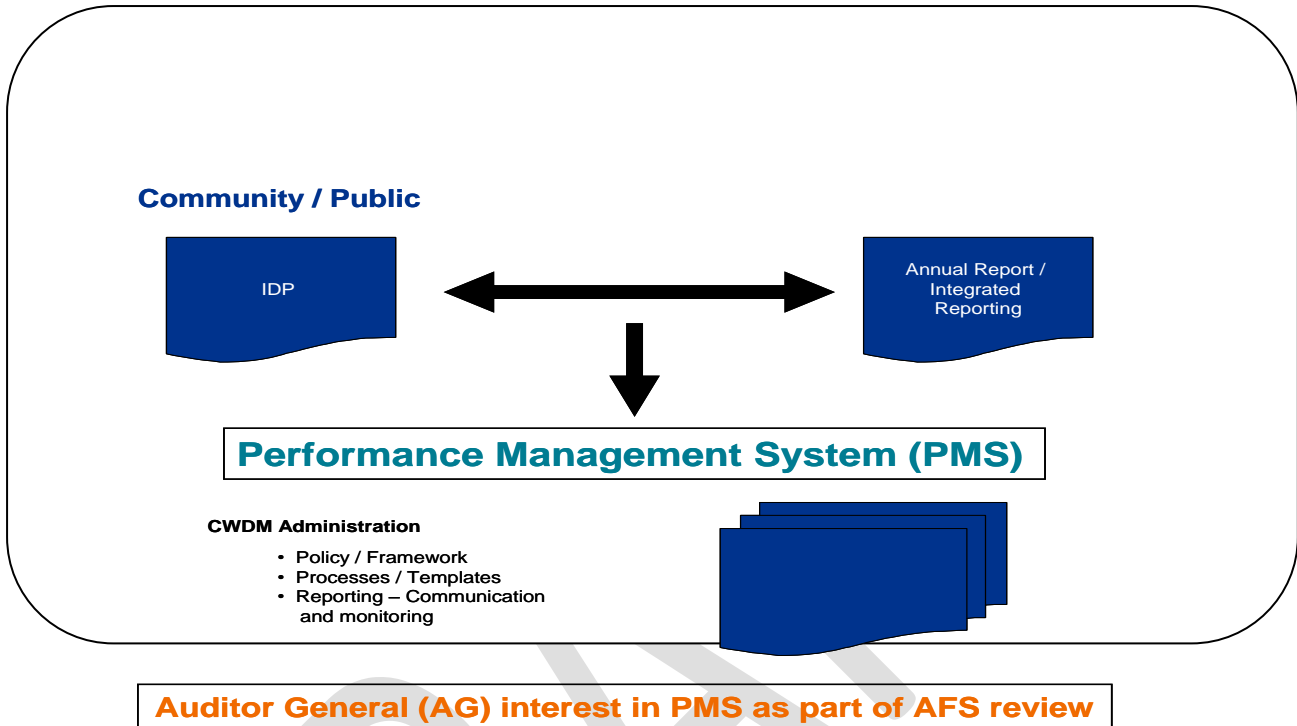 Community / Public
IDP
Annual Report /
Integrated
Reporting
Performance Management System (PMS)
CWDM Administration
• Policy / Framework
• Processes / Templates
• Reporting – Communication
and monitoring
Auditor General (AG) interest in PMS as part of AFS review